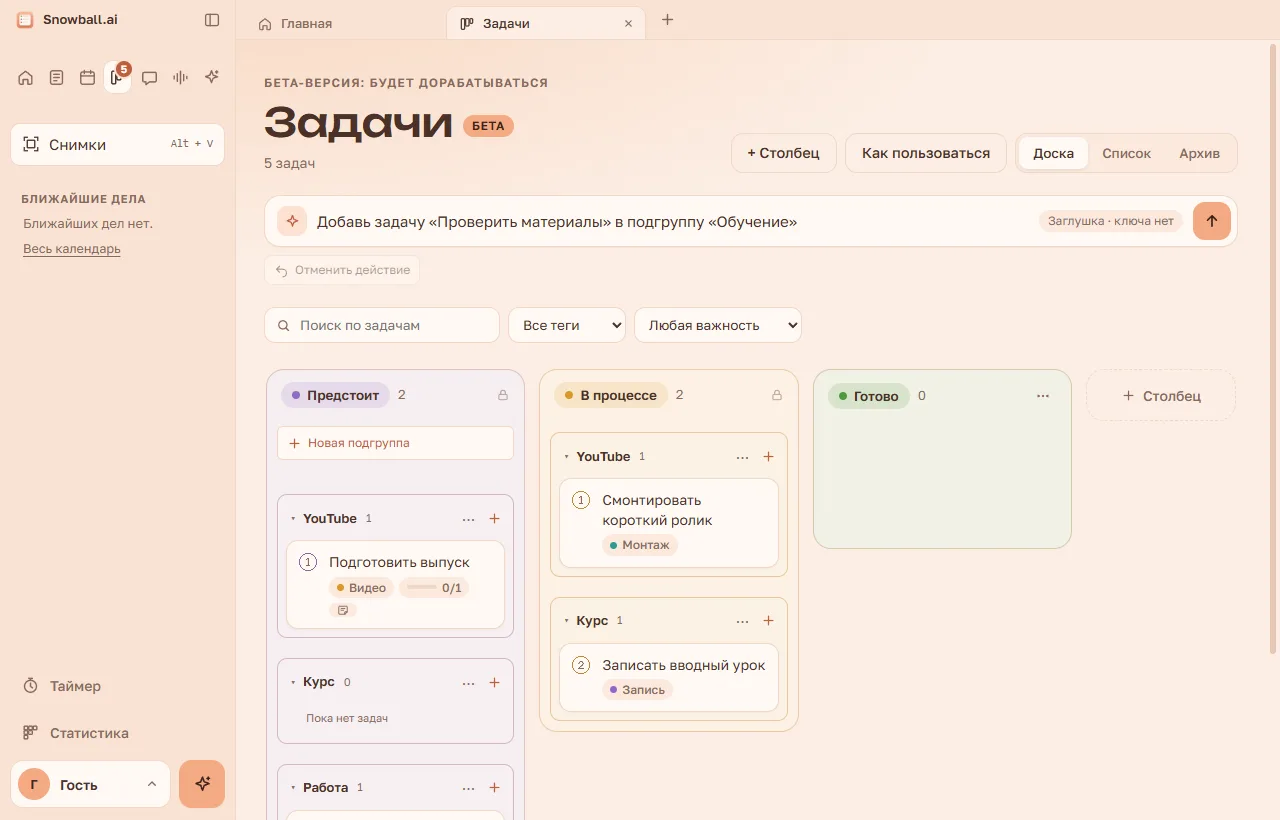 Snowball.ai
Главная
Задачи
5
Снимки
Alt + V
БЛИЖАЙШИЕ ДЕЛА
Ближайших дел нет.
Весь календарь
Таймер
Статистика
Г
Гость
БЕТА-ВЕРСИЯ: БУДЕТ ДОРАБАТЫВАТЬСЯ
Задачи
БЕТА
5 задач
+ Столбец
Как пользоваться
Доска
Список
Архив
Добавь задачу «Проверить материалы» в подгруппу «Обучение»
Заглушка · ключа нет
Отменить действие
Поиск по задачам
Все теги
Любая важность
Предстоит 2
Новая подгруппа
YouTube 1
1
Подготовить выпуск
Видео
0/1
Курс 0
Пока нет задач
Работа 1
В процессе 2
YouTube 1
1
Смонтировать
короткий ролик
Монтаж
Курс 1
2
Записать вводный урок
Запись
Готово 0
+ Столбец